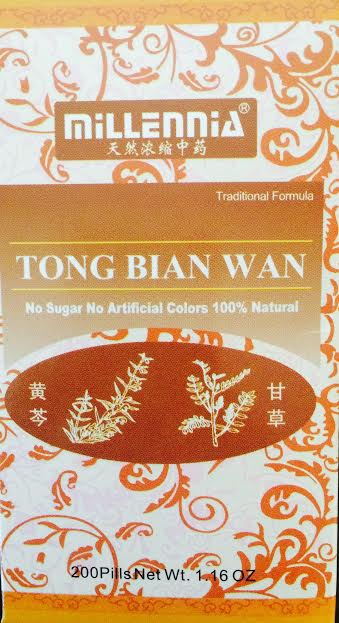 MiLLENNiA®
天然浓缩中药
Traditional Formula
TONG BIAN WAN
No Sugar No Artificial Colors 100% Natural
黄芩
甘草
200Pills Net Wt. 1.16 OZ